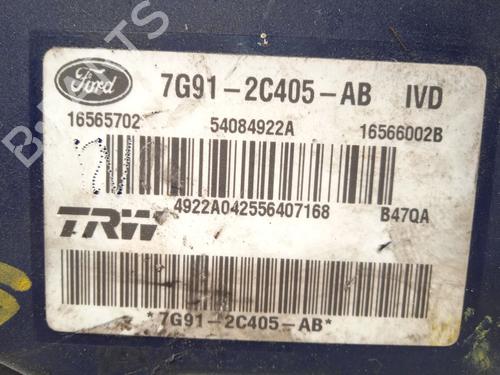 Ford 7G91-2C405-AB IVD
16565702 54084922A 16566002B
4922A042556407168 B47QA
TRW
*7G91-2C405-AB*